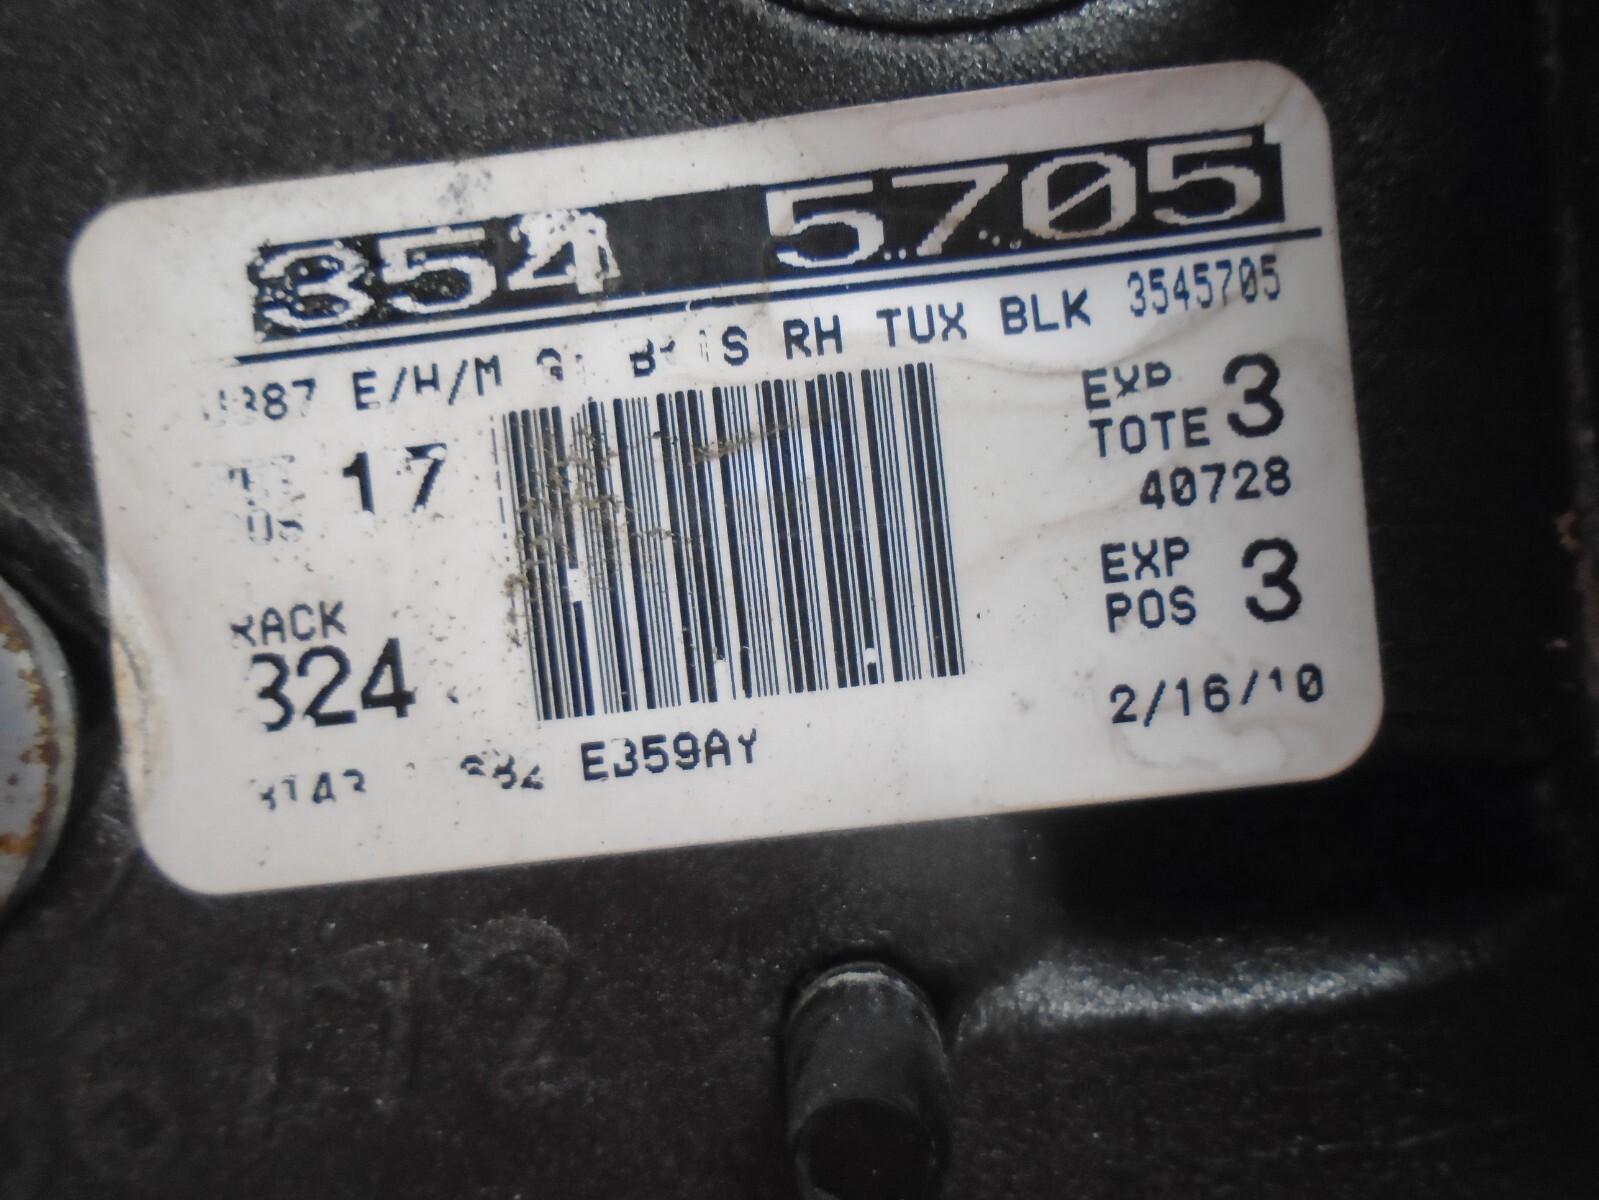 354 5705
E/H/M RH TUX BLK 3545705
17
EXP
TOTE 3
40728
RACK
324
EXP
POS 3
2/16/10
E359AY